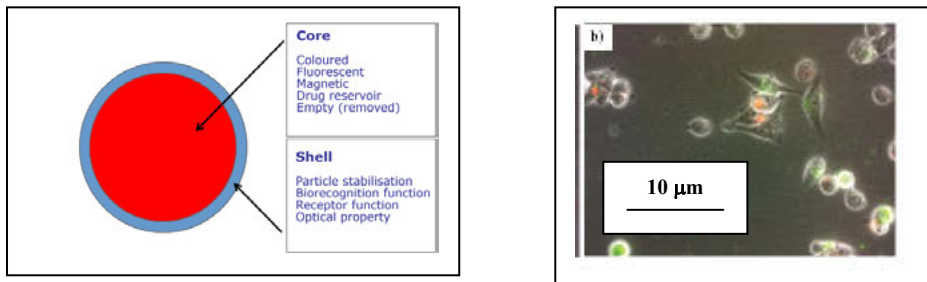 Core
Coloured
Fluorescent
Magnetic
Drug reservoir
Empty (removed)
Shell
Particle stabilisation
Biorecognition function
Receptor function
Optical property
b)
10 μm